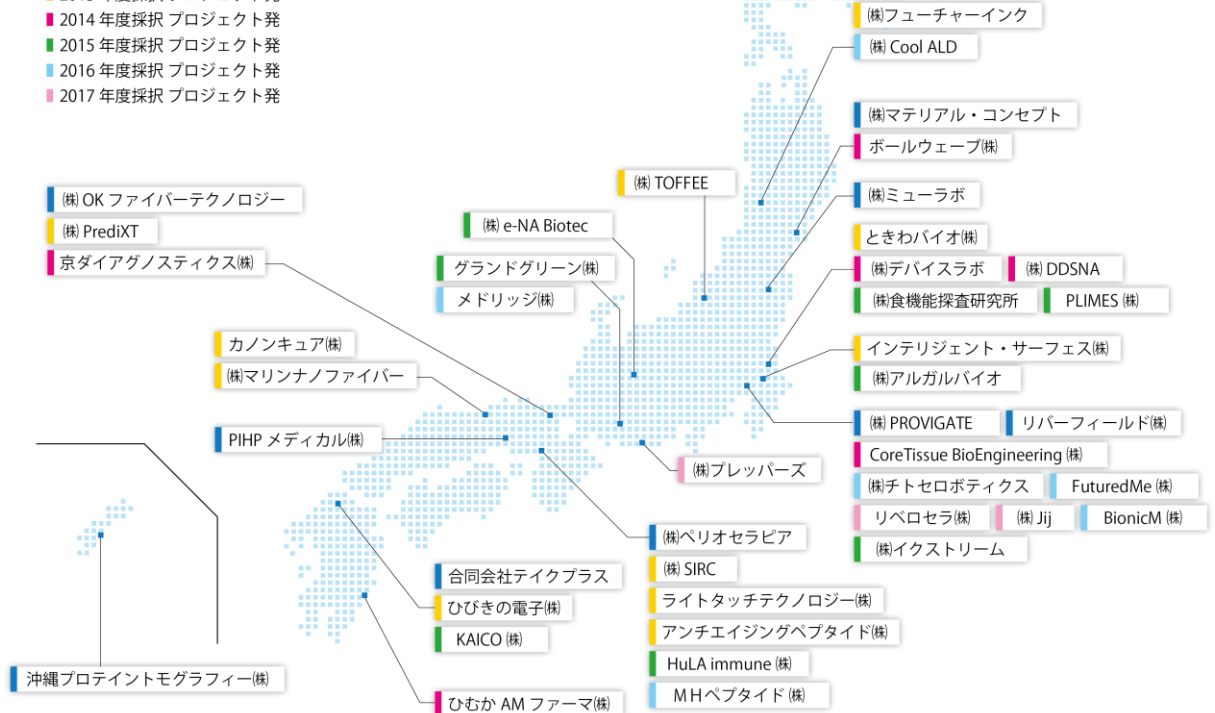 2014 年度採択 プロジェクト発
2015 年度採択 プロジェクト発
2016 年度採択 プロジェクト発
2017 年度採択 プロジェクト発
㈱フューチャーインク
㈱ Cool ALD
㈱マテリアル・コンセプト
ボールウェーブ㈱
㈱ミューラボ
ときわバイオ㈱
㈱デバイスラボ ㈱ DDSNA
㈱食機能探査研究所 PLIMES ㈱
インテリジェント・サーフェス㈱
㈱アルガルバイオ
㈱ PROVIGATE リバーフィールド㈱
CoreTissue BioEngineering ㈱
㈱チトセロボティクス FuturedMe ㈱
リベロセラ㈱ ㈱ Jij BionicM ㈱
㈱イクストリーム
㈱ TOFFEE
㈱ e-NA Biotec
グランドグリーン㈱
メドリッジ㈱
㈱ OK ファイバーテクノロジー
㈱ PrediXT
京ダイアグノスティクス㈱
カノンキュア㈱
㈱マリンナノファイバー
PIHP メディカル㈱
㈱プレッパーズ
㈱ペリオセラピア
㈱ SIRC
ライトタッチテクノロジー㈱
アンチエイジングペプタイド㈱
HuLA immune ㈱
ＭＨペプタイド ㈱
合同会社テイクプラス
ひびきの電子㈱
KAICO ㈱
ひむか AM ファーマ㈱
沖縄プロテイントモグラフィー㈱